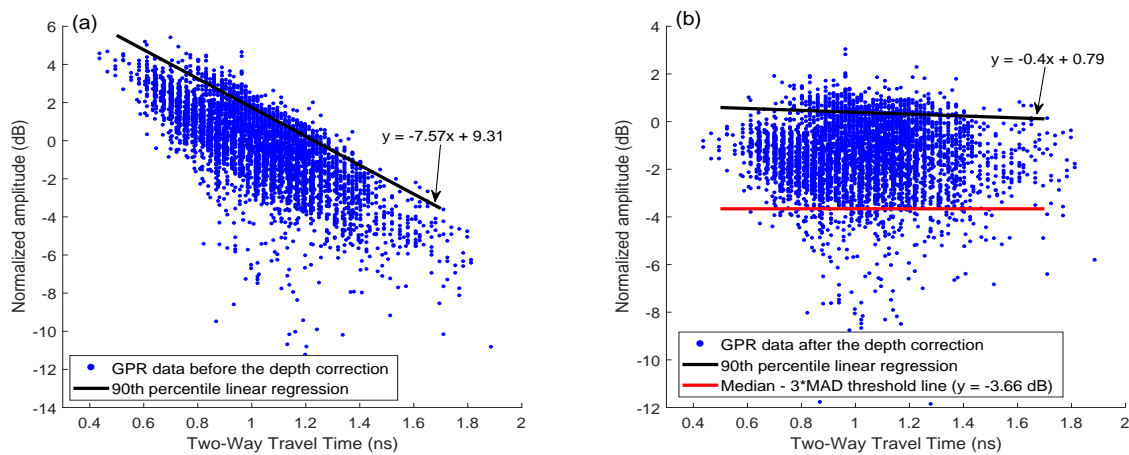 (a)
6
4
2
0
-2
-4
-6
-8
-10
-12
-14
Normalized amplitude (dB)
y = -7.57x + 9.31
GPR data before the depth correction
90th percentile linear regression
0.4 0.6 0.8 1 1.2 1.4 1.6 1.8 2
Two-Way Travel Time (ns)
(b)
4
2
0
-2
-4
-6
-8
-10
-12
Normalized amplitude (dB)
y = -0.4x + 0.79
GPR data after the depth correction
90th percentile linear regression
Median - 3*MAD threshold line (y = -3.66 dB)
0.4 0.6 0.8 1 1.2 1.4 1.6 1.8 2
Two-Way Travel Time (ns)